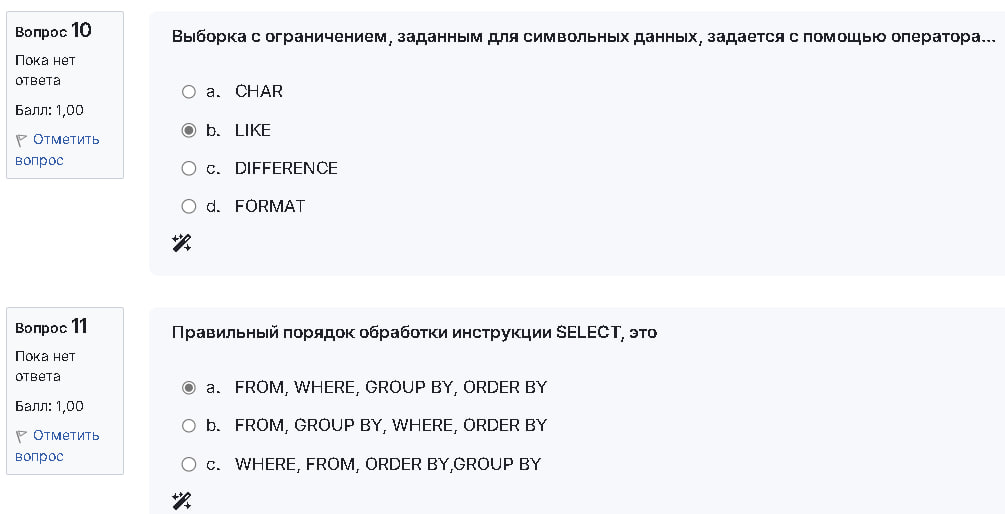 Вопрос 10
Пока нет
ответа
Балл: 1,00
Отметить
вопрос
Выборка с ограничением, заданным для символьных данных, задается с помощью оператора...
a. CHAR
b. LIKE
c. DIFFERENCE
d. FORMAT
Вопрос 11
Пока нет
ответа
Балл: 1,00
Отметить
вопрос
Правильный порядок обработки инструкции SELECT, это
a. FROM, WHERE, GROUP BY, ORDER BY
b. FROM, GROUP BY, WHERE, ORDER BY
c. WHERE, FROM, ORDER BY,GROUP BY